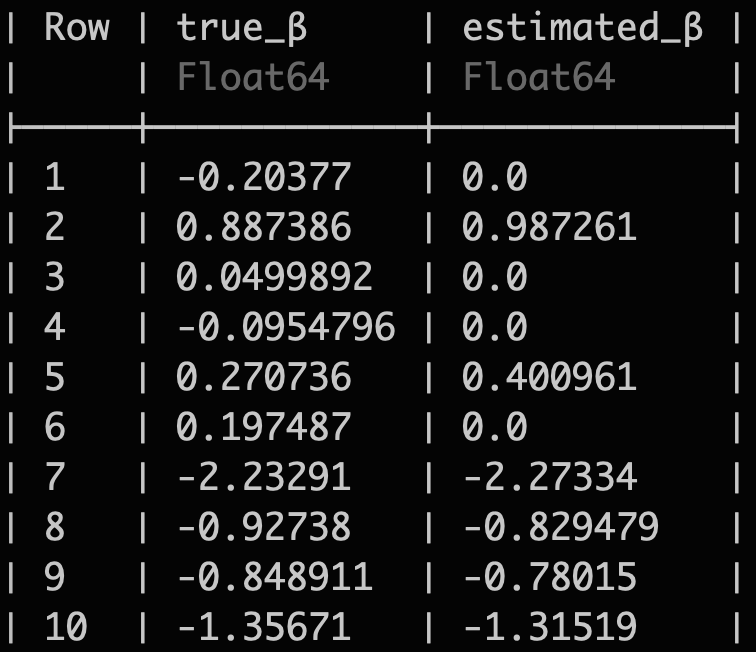 | Row | true_β | estimated_β |
| | Float64 | Float64 |
| 1 | -0.20377 | 0.0 |
| 2 | 0.887386 | 0.987261 |
| 3 | 0.0499892 | 0.0 |
| 4 | -0.0954796 | 0.0 |
| 5 | 0.270736 | 0.400961 |
| 6 | 0.197487 | 0.0 |
| 7 | -2.23291 | -2.27334 |
| 8 | -0.92738 | -0.829479 |
| 9 | -0.848911 | -0.78015 |
| 10 | -1.35671 | -1.31519 |